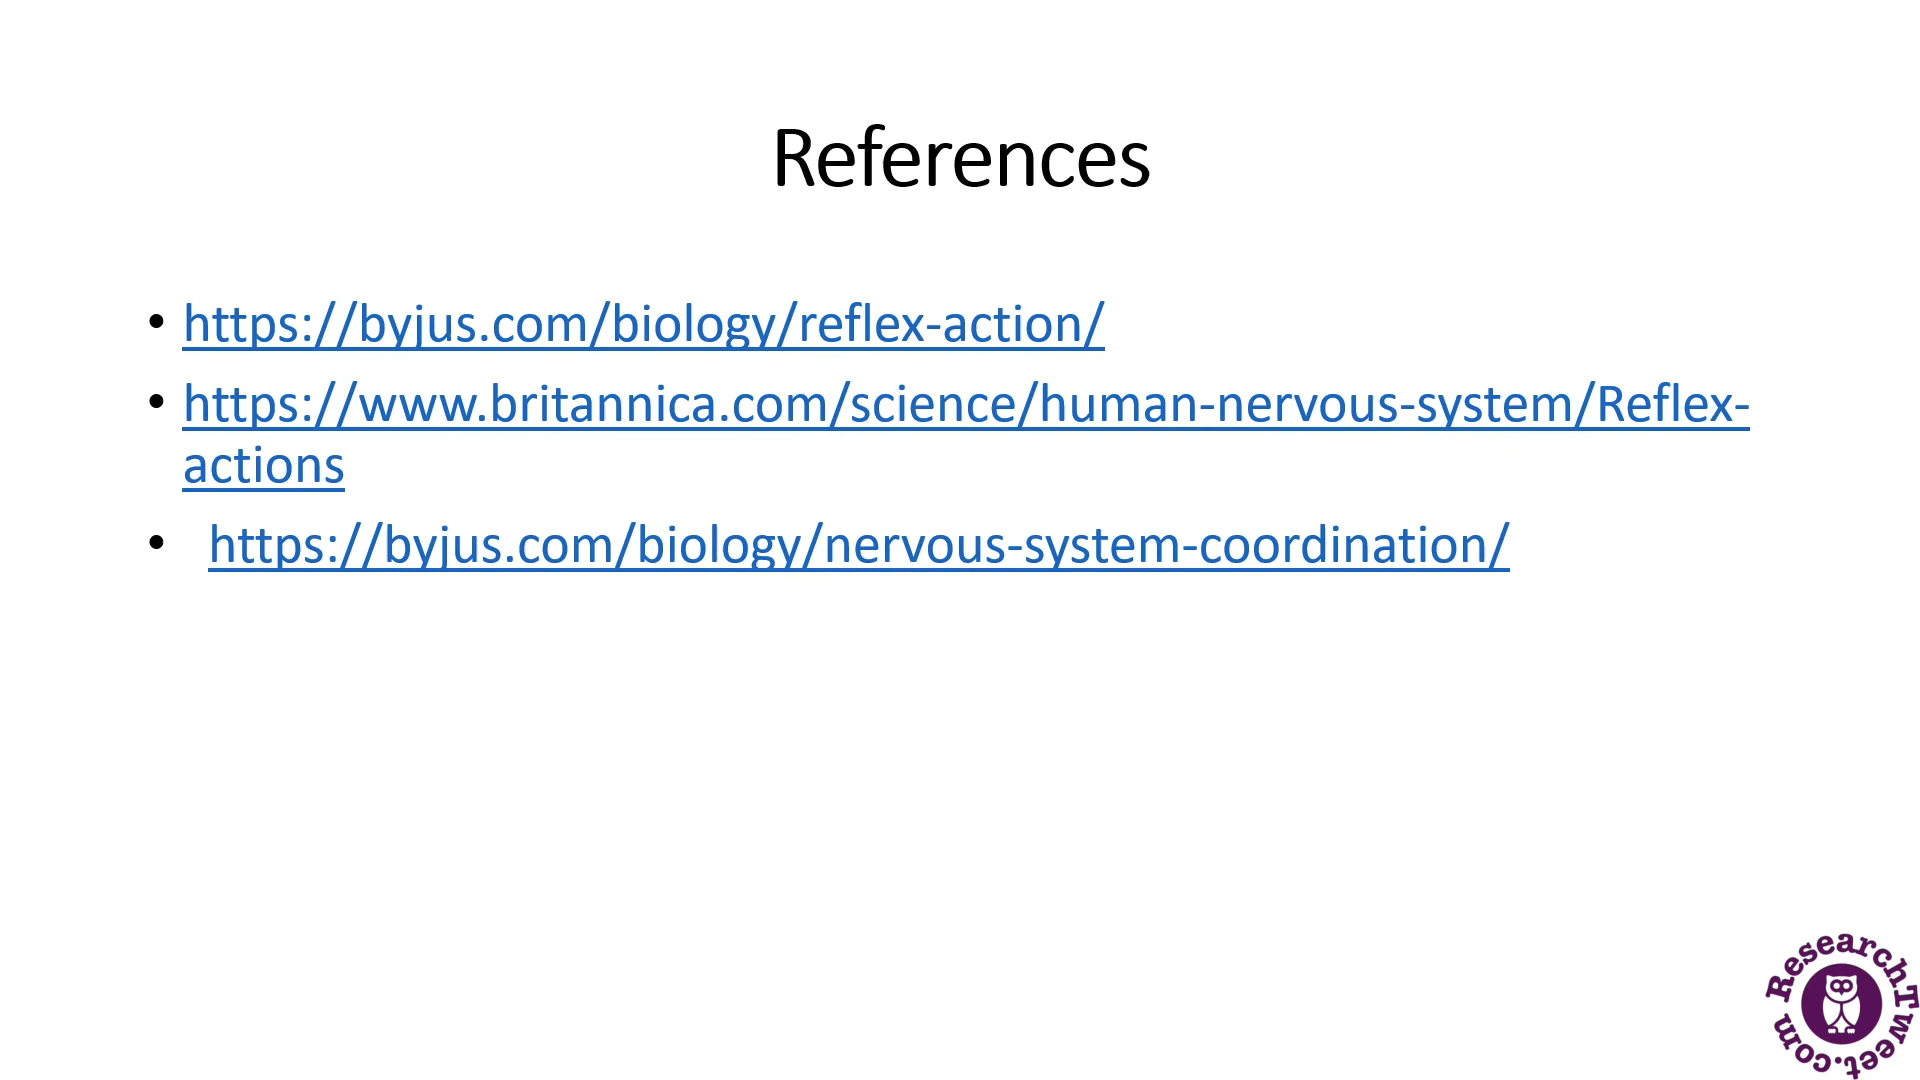 References
• https://byjus.com/biology/reflex-action/
• https://www.britannica.com/science/human-nervous-system/Reflex-
actions
• https://byjus.com/biology/nervous-system-coordination/
ResearchTweet.com